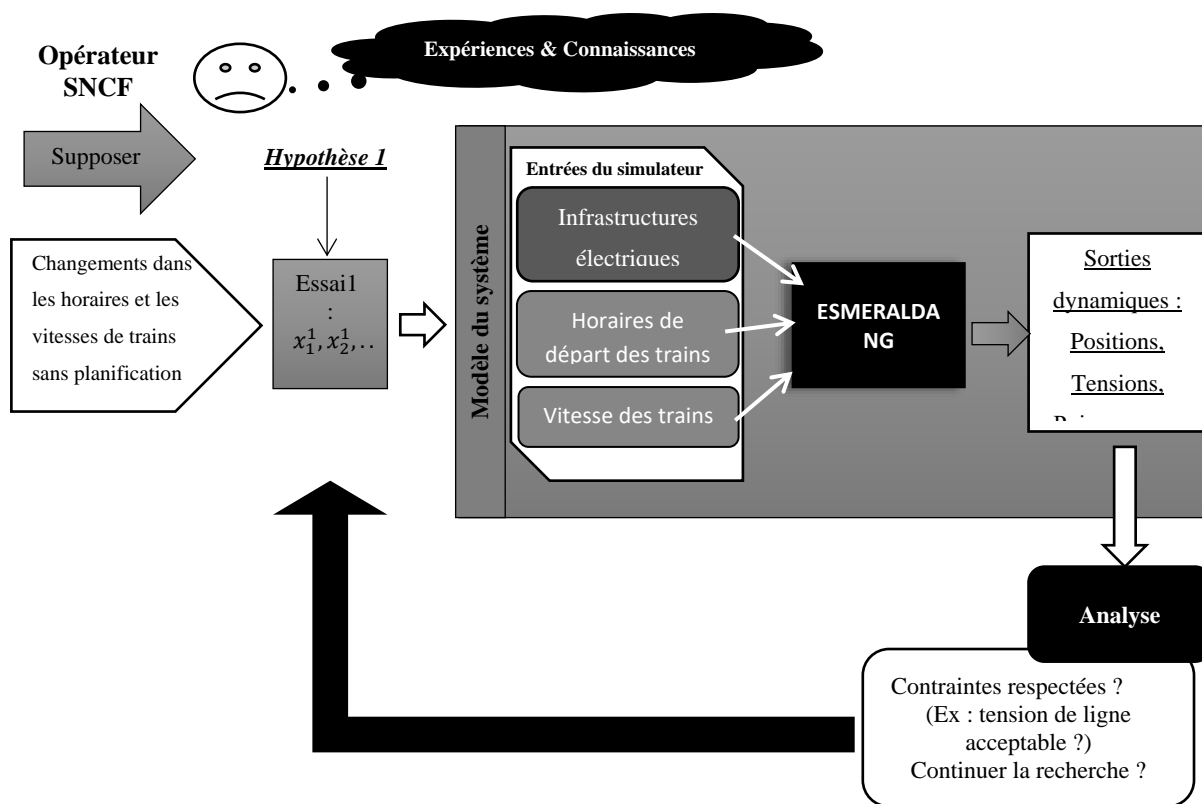 Opérateur
SNCF
Expériences & Connaissances
Supposer
Hypothèse 1
Changements dans
les horaires et les
vitesses de trains
sans planification
Essai1
:
𝑥₁¹, 𝑥₂¹, . .
Modèle du système
Entrées du simulateur
Infrastructures
électriques
Horaires de
départ des trains
Vitesse des trains
ESMERALDA
NG
Sorties
dynamiques :
Positions,
Tensions,
Analyse
Contraintes respectées ?
(Ex : tension de ligne
acceptable ?)
Continuer la recherche ?